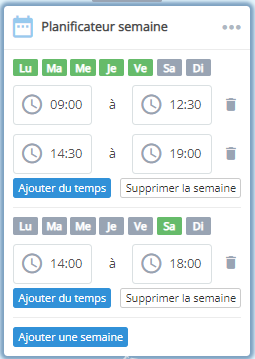 Planificateur semaine
Lu Ma Me Je Ve Sa Di
09:00 à 12:30
14:30 à 19:00
Ajouter du temps Supprimer la semaine
Lu Ma Me Je Ve Sa Di
14:00 à 18:00
Ajouter du temps Supprimer la semaine
Ajouter une semaine